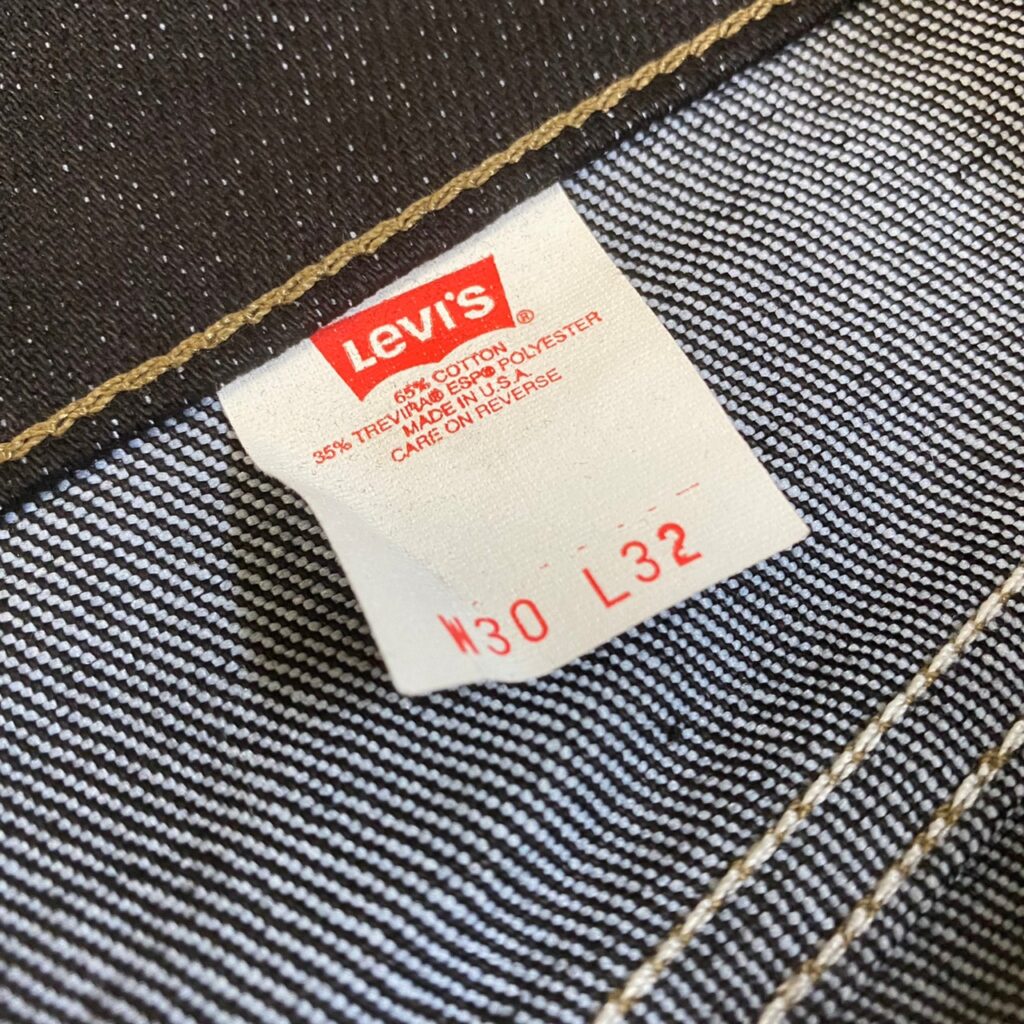 Levi's®
65% COTTON
35% TREVIRA® ESP® POLYESTER
MADE IN U.S.A.
CARE ON REVERSE
W30 L32